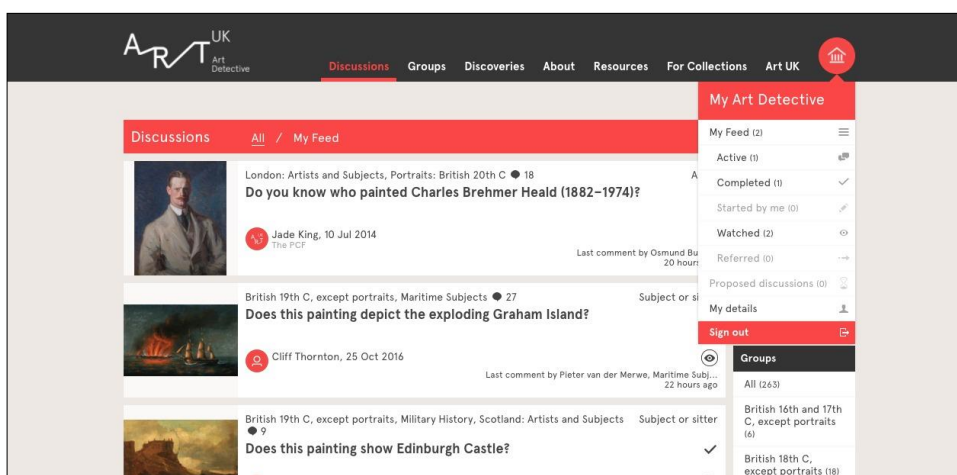 ART UK
Art
Detective
Discussions Groups Discoveries About Resources For Collections Art UK
My Art Detective
My Feed (2)
Active (1)
Completed (1)
Started by me (0)
Watched (2)
Referred (0)
Proposed discussions (0)
My details
Sign out
Discussions All / My Feed
London: Artists and Subjects, Portraits: British 20th C 18 A
Do you know who painted Charles Brehmer Heald (1882–1974)?
Jade King, 10 Jul 2014
The PCF
Last comment by Osmund Bu
20 hours
British 19th C, except portraits, Maritime Subjects 27 Subject or si
Does this painting depict the exploding Graham Island?
Cliff Thornton, 25 Oct 2016
Last comment by Pieter van der Merwe, Maritime Subj...
22 hours ago
British 19th C, except portraits, Military History, Scotland: Artists and Subjects Subject or sitter
9
Does this painting show Edinburgh Castle?
Groups
All (263)
British 16th and 17th
C, except portraits
(6)
British 18th C,
except portraits (18)